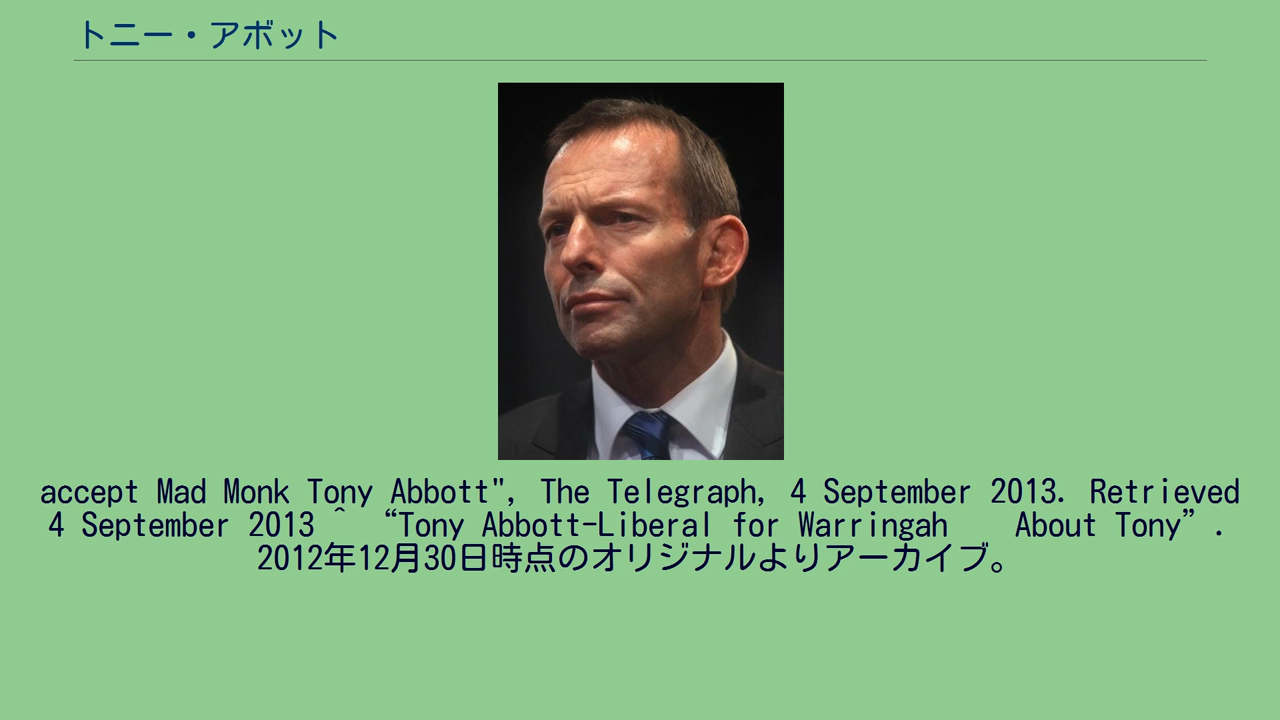 トニー・アボット
accept Mad Monk Tony Abbott", The Telegraph, 4 September 2013. Retrieved
4 September 2013 ^ “Tony Abbott-Liberal for Warringah   About Tony”.
2012年12月30日時点のオリジナルよりアーカイブ。